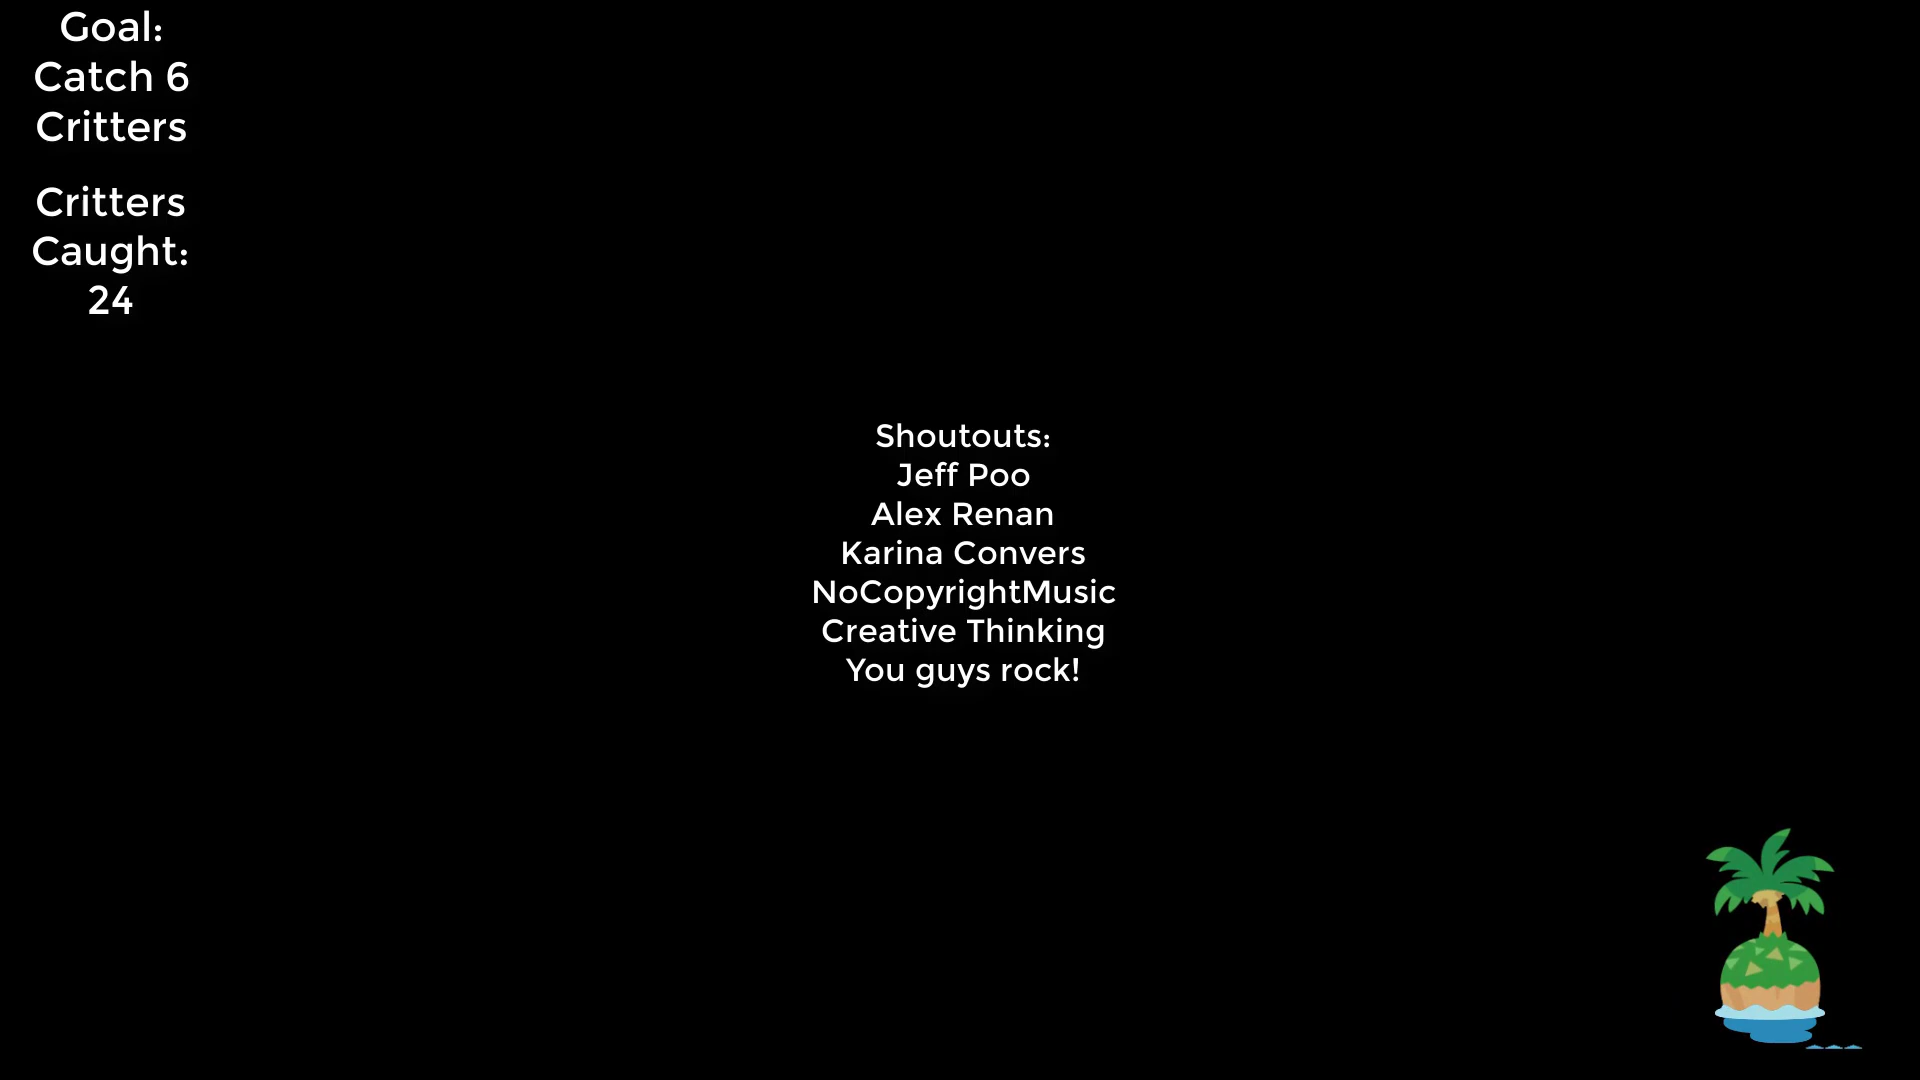 Goal:
Catch 6
Critters
Critters
Caught:
24
Shoutouts:
Jeff Poo
Alex Renan
Karina Convers
NoCopyrightMusic
Creative Thinking
You guys rock!